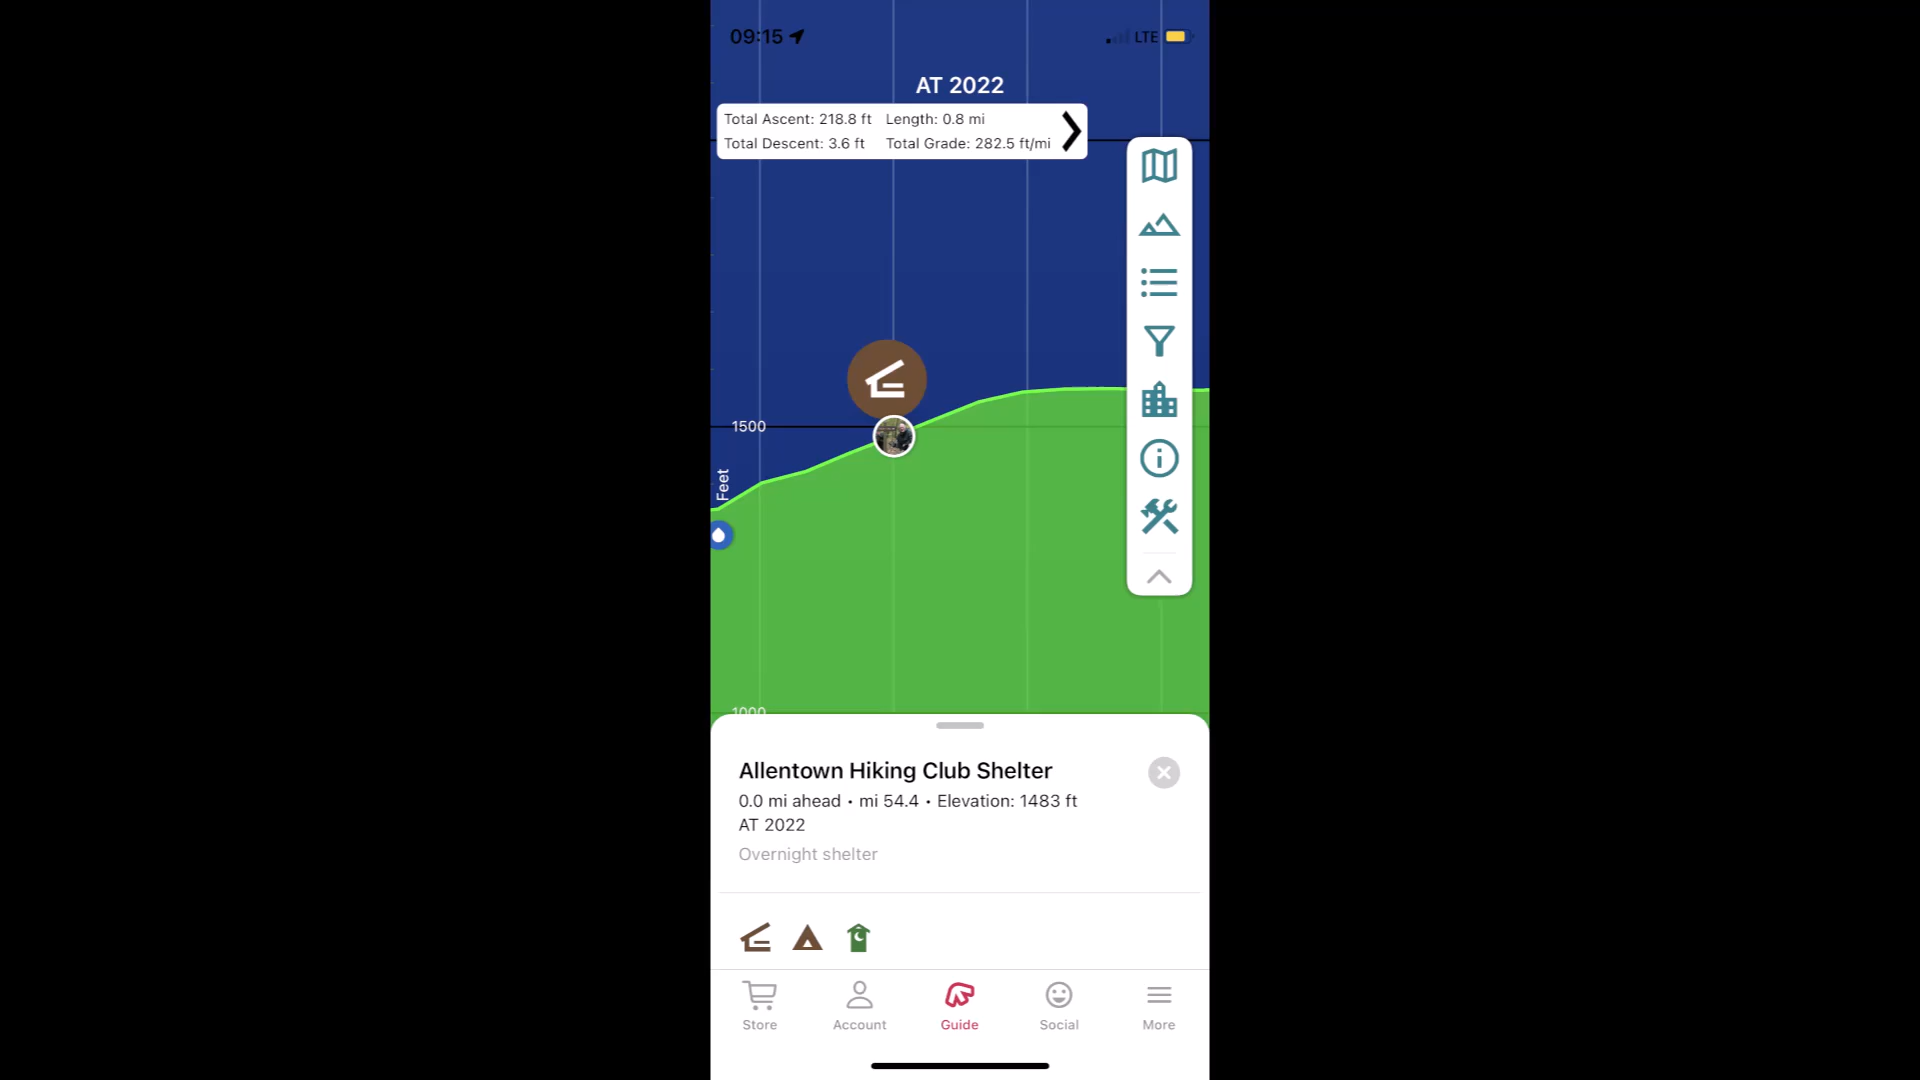 09:15
LTE
AT 2022
Total Ascent: 218.8 ft Length: 0.8 mi
Total Descent: 3.6 ft Total Grade: 282.5 ft/mi
1500
Feet
1000
Allentown Hiking Club Shelter
0.0 mi ahead • mi 54.4 • Elevation: 1483 ft
AT 2022
Overnight shelter
Store Account Guide Social More